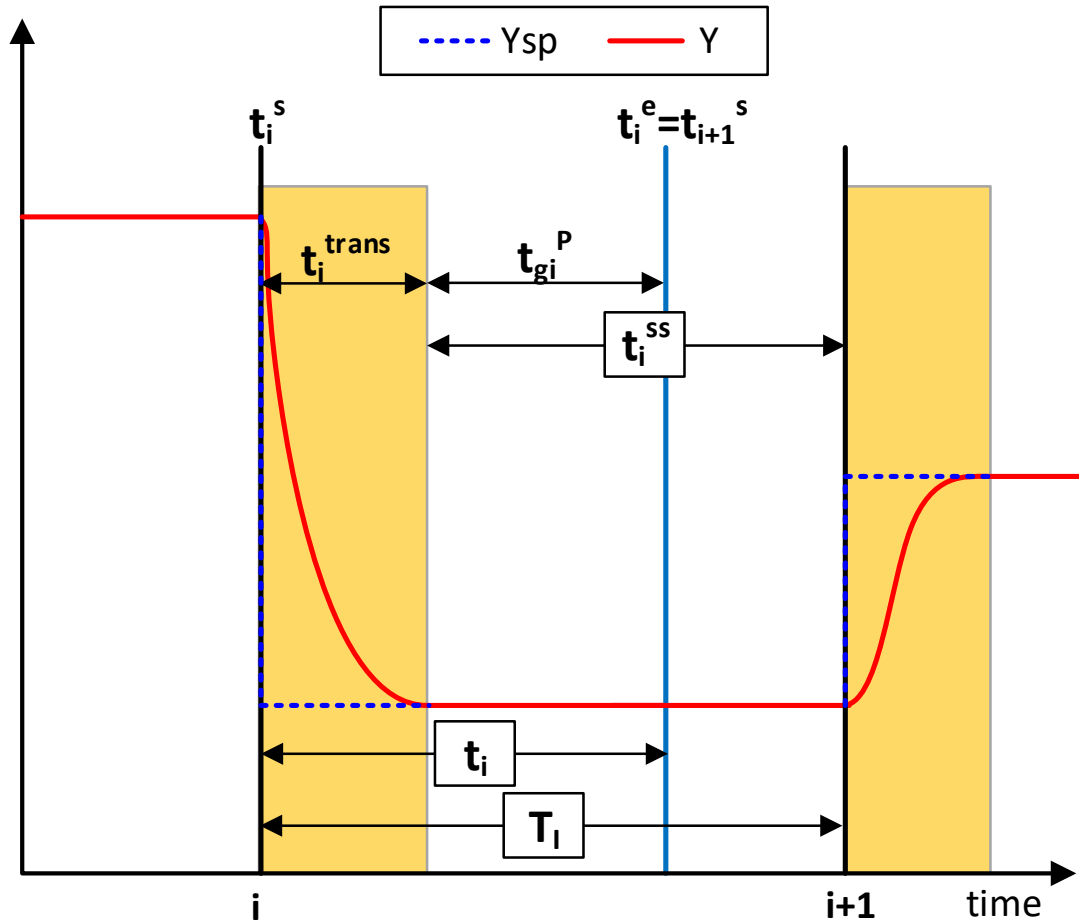 Ysp Y
t_i^s t_i^e=t_{i+1}^s
t_i^trans t_gi^P
t_i^ss
t_i
T_I
i i+1 time